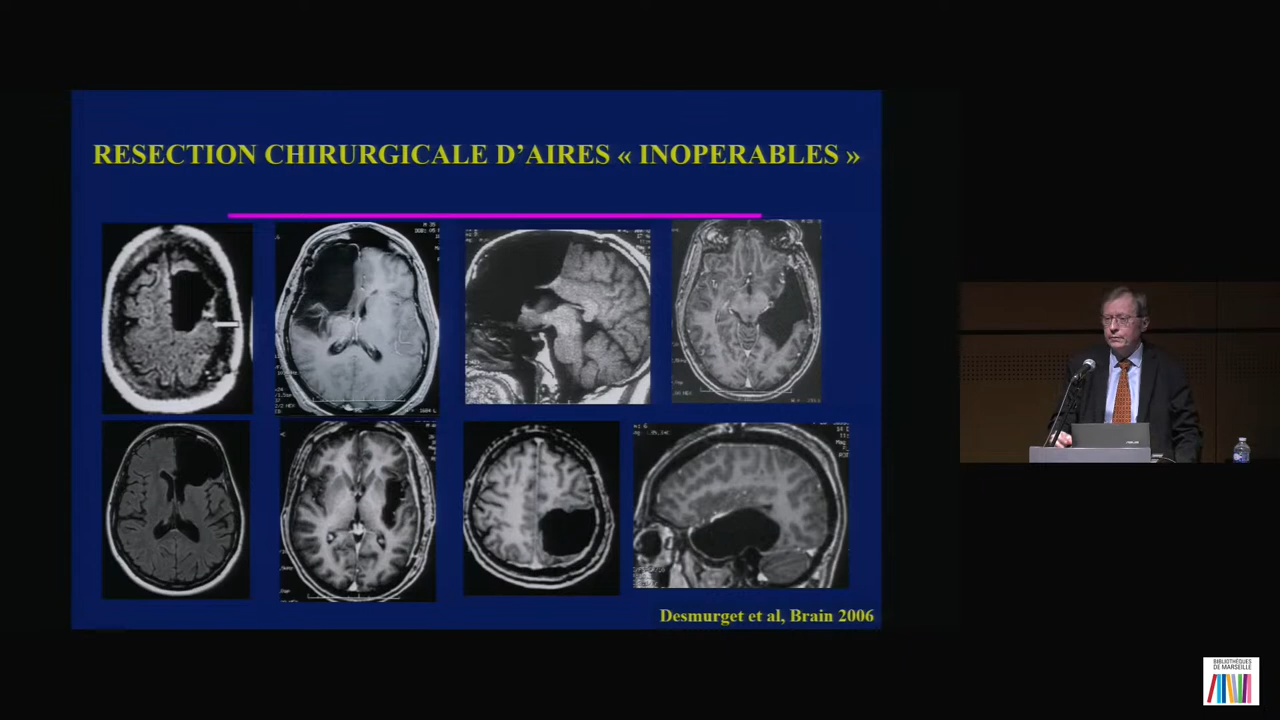 RESECTION CHIRURGICALE D'AIRES « INOPERABLES »
Desmurget et al, Brain 2006
BIBLIOTHÈQUES
DE MARSEILLE